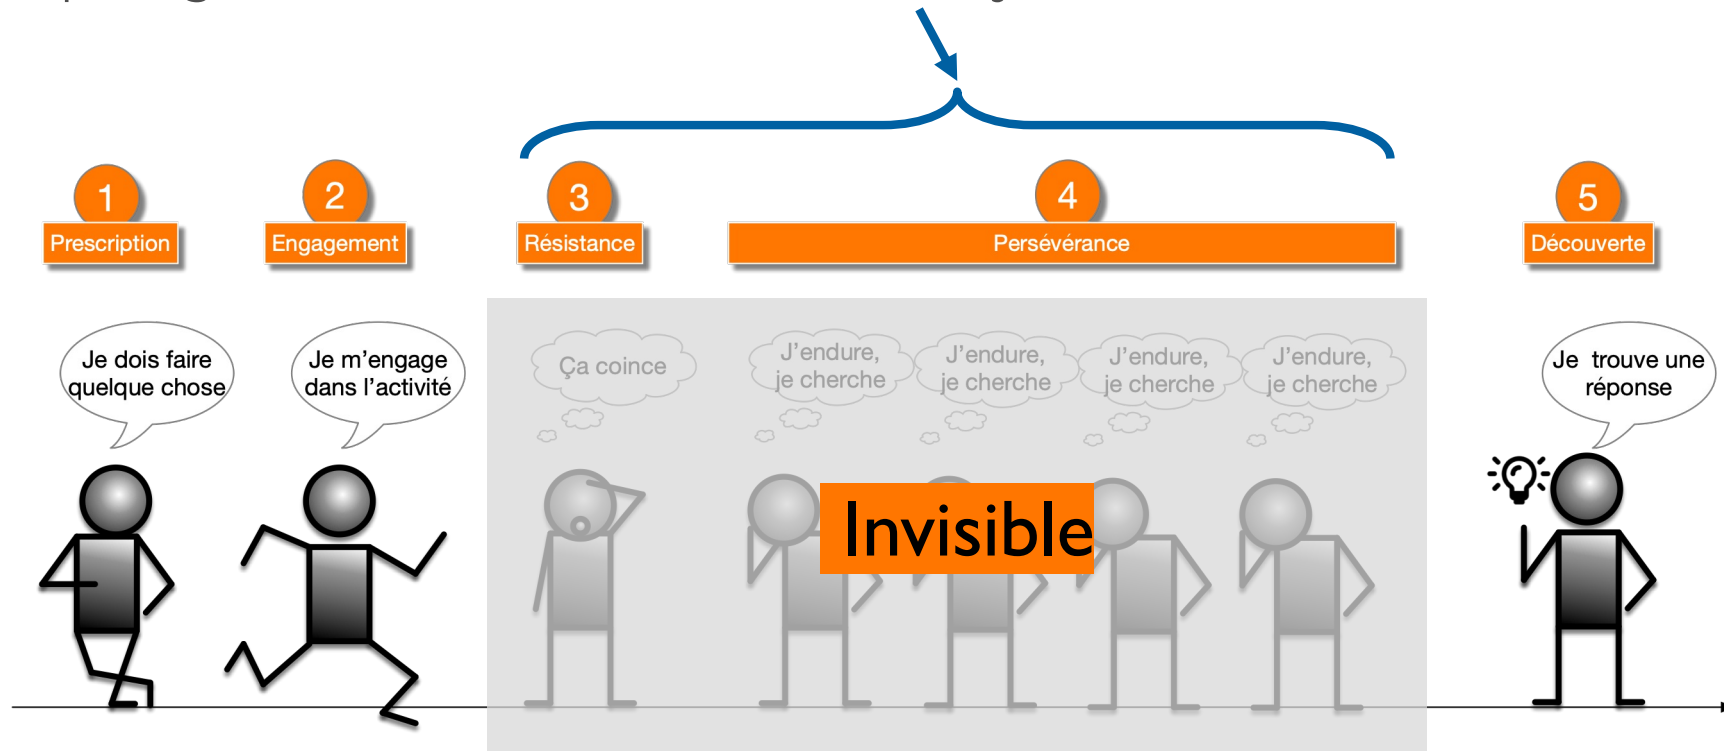 1
2
3
4
5
Prescription
Engagement
Résistance
Persévérance
Découverte
Je dois faire
quelque chose
Je m’engage
dans l’activité
Ça coince
J’endure,
je cherche
J’endure,
je cherche
J’endure,
je cherche
J’endure,
je cherche
Je trouve une
réponse
Invisible